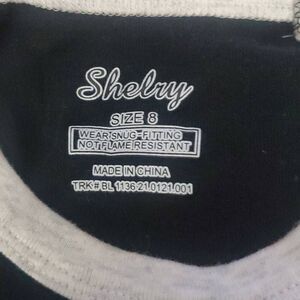 Shelry
SIZE 8
WEAR SNUG-FITTING
NOT FLAME RESISTANT
MADE IN CHINA
TRK# BL 1136 21.0121.001